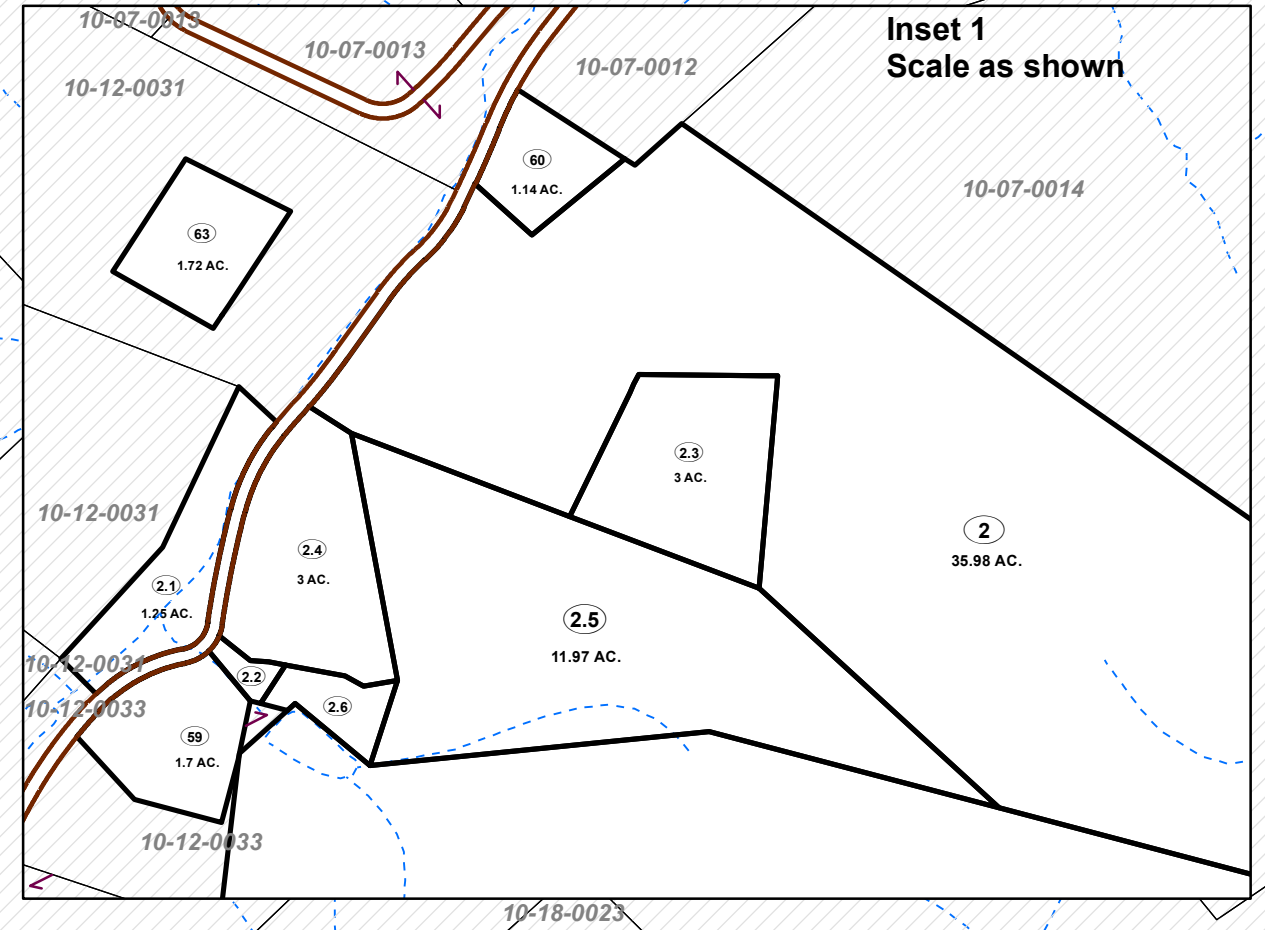 10-07-0013
Inset 1
Scale as shown
10-07-0013
10-07-0012
10-12-0031
60
1.14 AC.
10-07-0014
63
1.72 AC.
2.3
3 AC.
10-12-0031
2
35.98 AC.
2.4
3 AC.
2.1
1.25 AC.
2.5
11.97 AC.
10-12-0031
2.2
10-12-0033
2.6
59
1.7 AC.
10-12-0033
10-18-0023